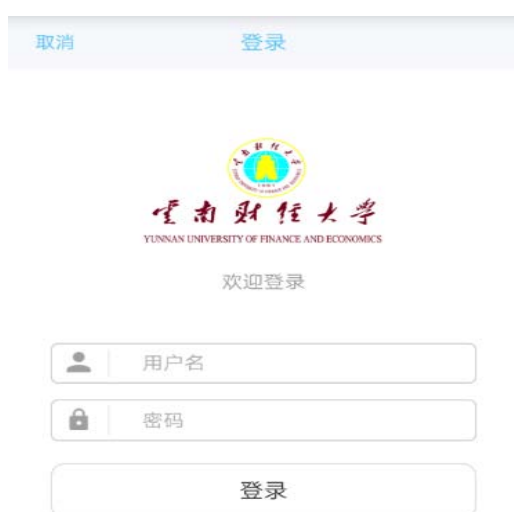 取消 登录
雲南财经大学
YUNNAN UNIVERSITY OF FINANCE AND ECONOMICS
欢迎登录
用户名
密码
登录